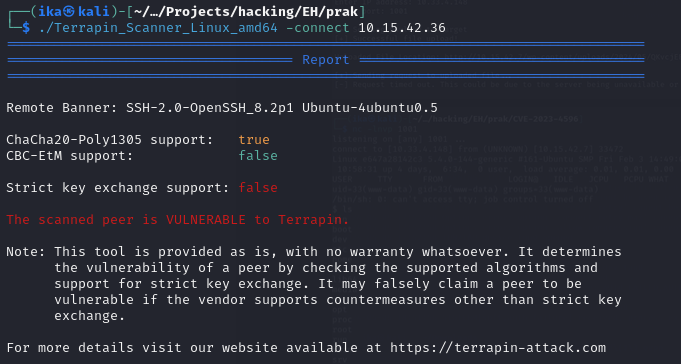 ┌──(ika㉿kali)-[~/…/Projects/hacking/EH/prak]
└─$ ./Terrapin_Scanner_Linux_amd64 -connect 10.15.42.36
================================================================================
==================================== Report ====================================
================================================================================
Remote Banner: SSH-2.0-OpenSSH_8.2p1 Ubuntu-4ubuntu0.5
ChaCha20-Poly1305 support:   true
CBC-EtM support:             false
Strict key exchange support: false
The scanned peer is VULNERABLE to Terrapin.
Note: This tool is provided as is, with no warranty whatsoever. It determines
      the vulnerability of a peer by checking the supported algorithms and
      support for strict key exchange. It may falsely claim a peer to be
      vulnerable if the vendor supports countermeasures other than strict key
      exchange.
For more details visit our website available at https://terrapin-attack.com